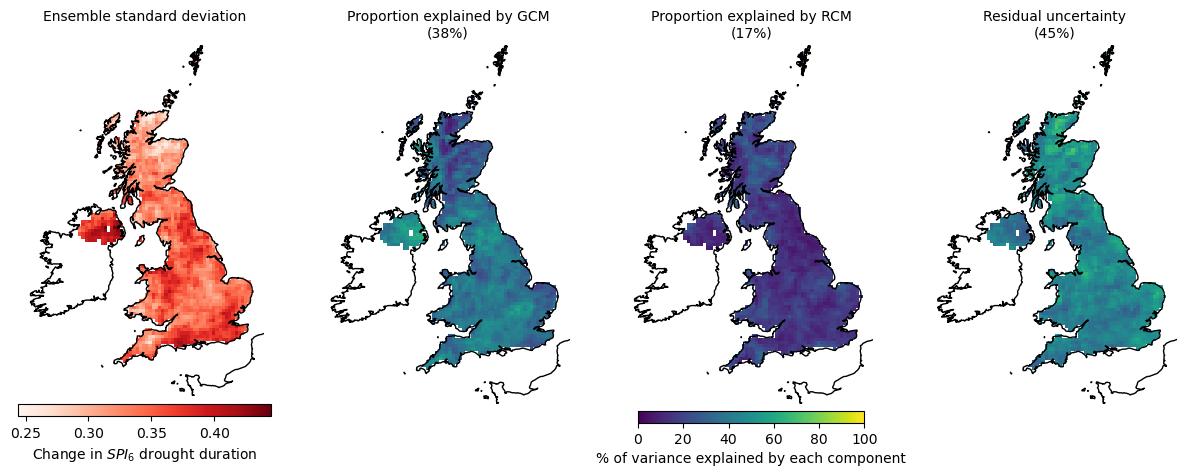 Ensemble standard deviation
Proportion explained by GCM
(38%)
Proportion explained by RCM
(17%)
Residual uncertainty
(45%)
0.25 0.30 0.35 0.40
Change in SPI₆ drought duration
0 20 40 60 80 100
% of variance explained by each component